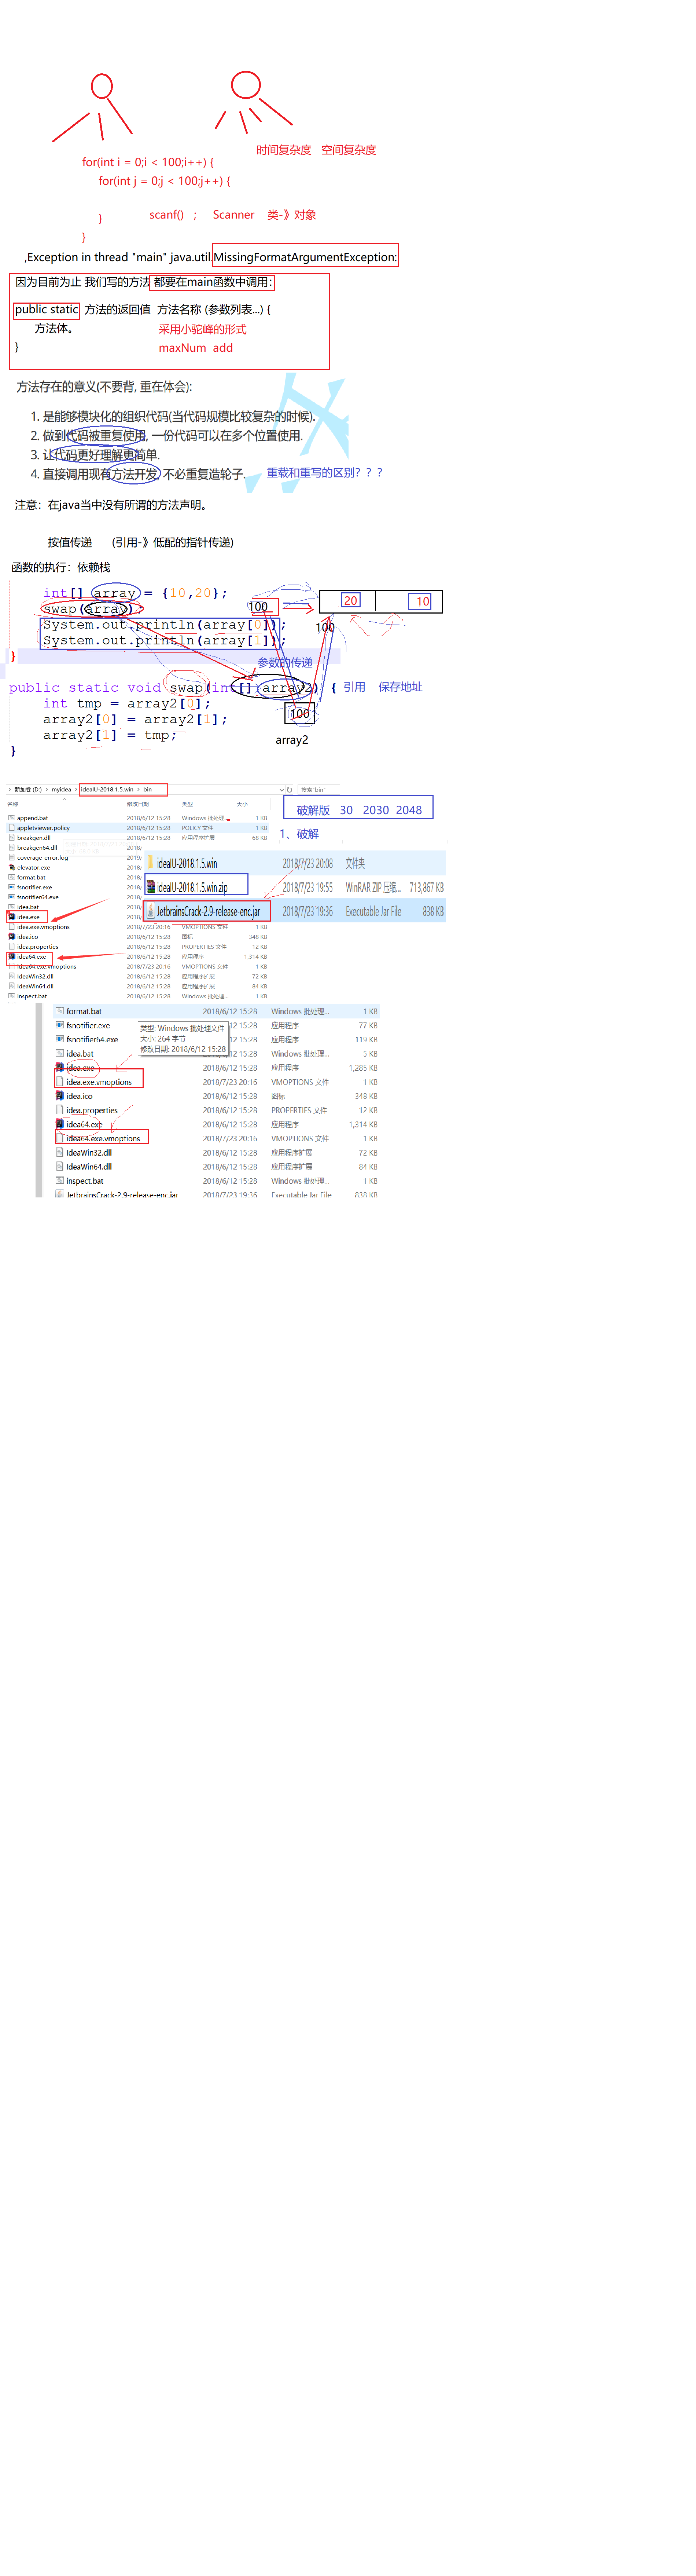 时间复杂度 空间复杂度
for(int i = 0;i < 100;i++) {
for(int j = 0;j < 100;j++) {
} scanf() ; Scanner 类-》对象
}
,Exception in thread "main" java.util.MissingFormatArgumentException:
因为目前为止 我们写的方法 都要在main函数中调用:
public static 方法的返回值 方法名称 (参数列表...) {
方法体。 采用小驼峰的形式
} maxNum add
方法存在的意义(不要背, 重在体会):
1. 是能够模块化的组织代码(当代码规模比较复杂的时候).
2. 做到代码被重复使用, 一份代码可以在多个位置使用.
3. 让代码更好理解更简单.
4. 直接调用现有方法开发, 不必重复造轮子. 重载和重写的区别？？？
注意：在java当中没有所谓的方法声明。
按值传递 (引用-》低配的指针传递)
函数的执行：依赖栈
int[] array = {10,20};
swap(array); 100 20 10
System.out.println(array[0]);
System.out.println(array[1]); 100
} 参数的传递
public static void swap(int[] array2) { 引用 保存地址
int tmp = array2[0];
array2[0] = array2[1]; 100
array2[1] = tmp;
} array2
新加卷 (D:) › myidea › ideaIU-2018.1.5.win › bin 搜索"bin"
名称 修改日期 类型 大小
破解版 30 2030 2048
append.bat 2018/6/12 15:28 Windows 批处理... 1 KB
appletviewer.policy 2018/6/12 15:28 POLICY 文件 1 KB
1、破解
breakgen.dll 2018/6/12 15:28 应用程序扩展 68 KB
breakgen64.dll 2018/
coverage-error.log 2019/
elevator.exe 2018/
fsnotifier.exe 2018/
format.bat 2018/
fsnotifier64.exe 2018/
idea.bat 2018/
idea.exe 2018/
ideaIU-2018.1.5.win 2018/7/23 20:08 文件夹
ideaIU-2018.1.5.win.zip 2018/7/23 19:55 WinRAR ZIP 压缩... 713,867 KB
JetbrainsCrack-2.9-release-enc.jar 2018/7/23 19:36 Executable Jar File 838 KB
idea.exe.vmoptions 2018/7/23 20:16 VMOPTIONS 文件 1 KB
idea.ico 2018/6/12 15:28 图标 348 KB
idea.properties 2018/6/12 15:28 PROPERTIES 文件 12 KB
idea64.exe 2018/6/12 15:28 应用程序 1,314 KB
idea64.exe.vmoptions 2018/7/23 20:16 VMOPTIONS 文件 1 KB
IdeaWin32.dll 2018/6/12 15:28 应用程序扩展 72 KB
IdeaWin64.dll 2018/6/12 15:28 应用程序扩展 84 KB
inspect.bat 2018/6/12 15:28 Windows 批处理... 1 KB
format.bat 2018/6/12 15:28 Windows 批处理... 1 KB
fsnotifier.exe 2018/6/12 15:28 应用程序 77 KB
类型: Windows 批处理文件
大小: 264 字节
修改日期: 2018/6/12 15:28
fsnotifier64.exe 2018/6/12 15:28 应用程序 119 KB
idea.bat 2018/6/12 15:28 Windows 批处理... 5 KB
idea.exe 2018/6/12 15:28 应用程序 1,285 KB
idea.exe.vmoptions 2018/7/23 20:16 VMOPTIONS 文件 1 KB
idea.ico 2018/6/12 15:28 图标 348 KB
idea.properties 2018/6/12 15:28 PROPERTIES 文件 12 KB
idea64.exe 2018/6/12 15:28 应用程序 1,314 KB
idea64.exe.vmoptions 2018/7/23 20:16 VMOPTIONS 文件 1 KB
IdeaWin32.dll 2018/6/12 15:28 应用程序扩展 72 KB
IdeaWin64.dll 2018/6/12 15:28 应用程序扩展 84 KB
inspect.bat 2018/6/12 15:28 Windows 批处理... 1 KB
JetbrainsCrack-2.9-release-enc.jar 2018/7/23 19:36 Executable Jar File 838 KB